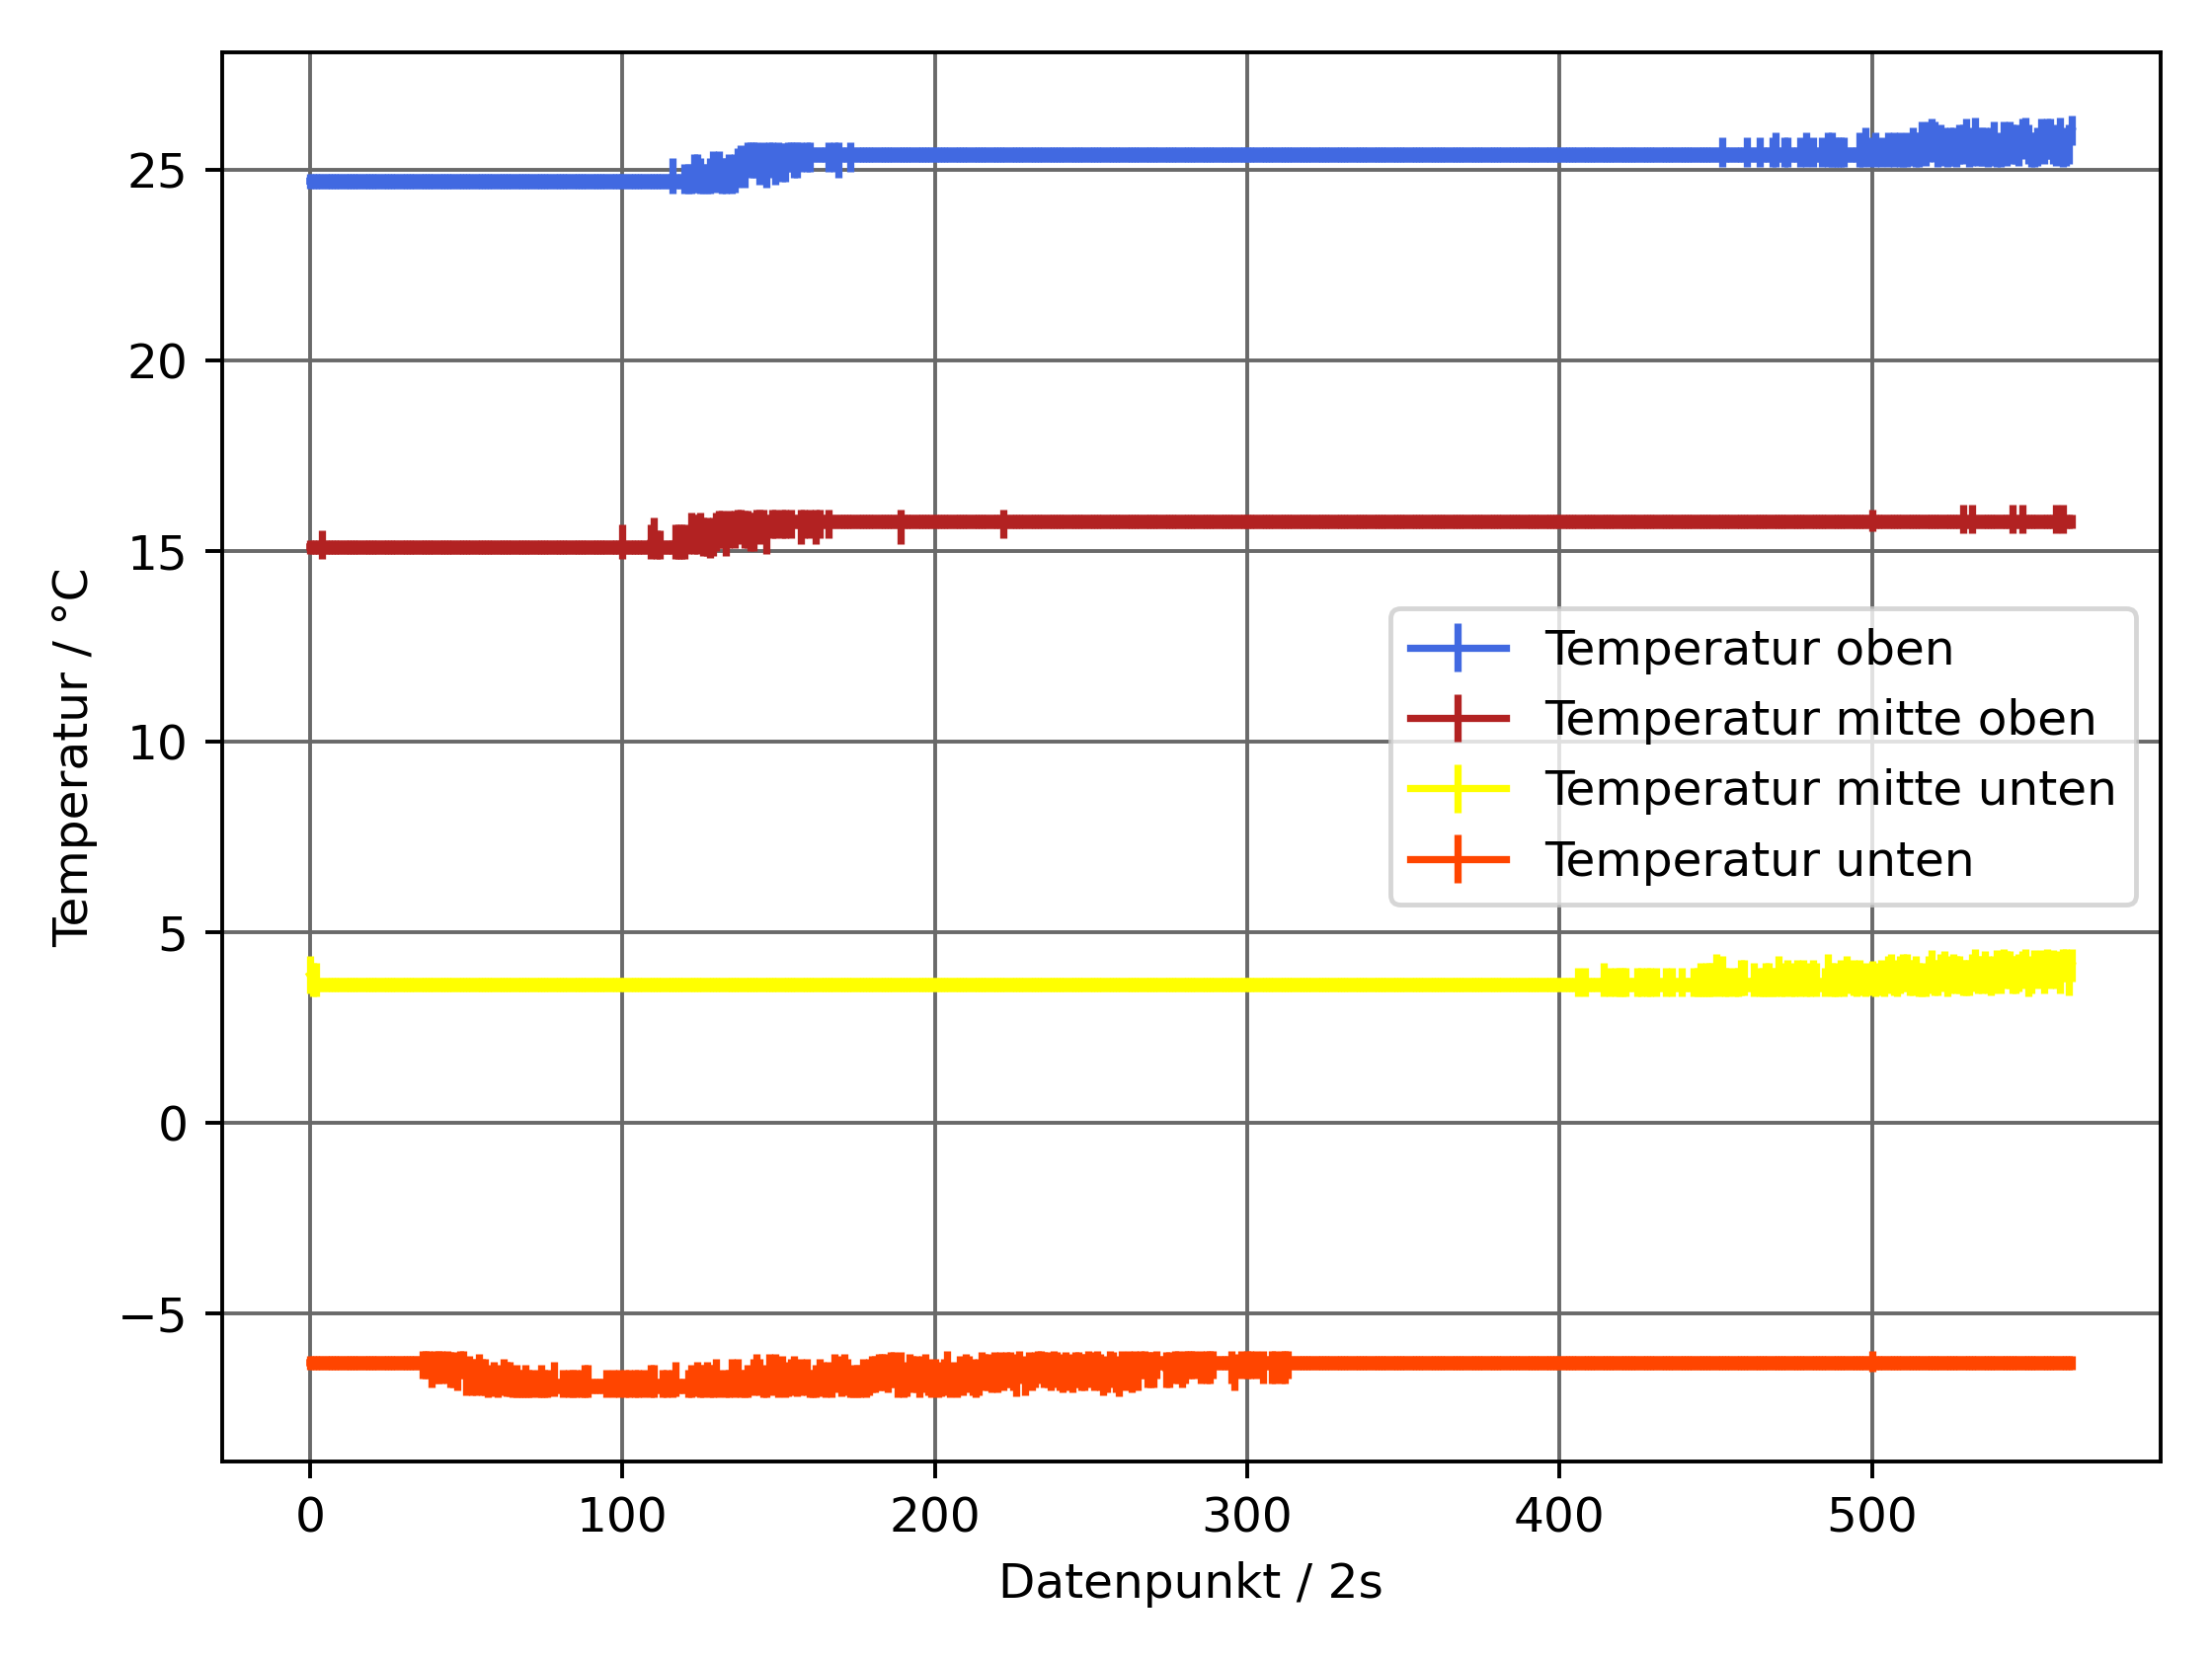 Temperatur / °C
25
20
15
10
5
0
−5
Temperatur oben
Temperatur mitte oben
Temperatur mitte unten
Temperatur unten
0 100 200 300 400 500
Datenpunkt / 2s